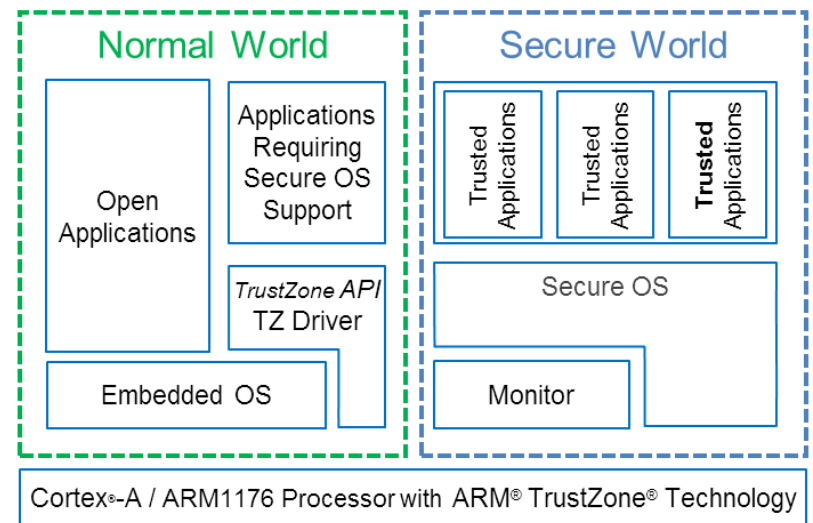 Normal World
Open
Applications
Applications
Requiring
Secure OS
Support
TrustZone API
TZ Driver
Embedded OS
Secure World
Trusted
Applications
Trusted
Applications
Trusted
Applications
Secure OS
Monitor
Cortex®-A / ARM1176 Processor with ARM® TrustZone® Technology